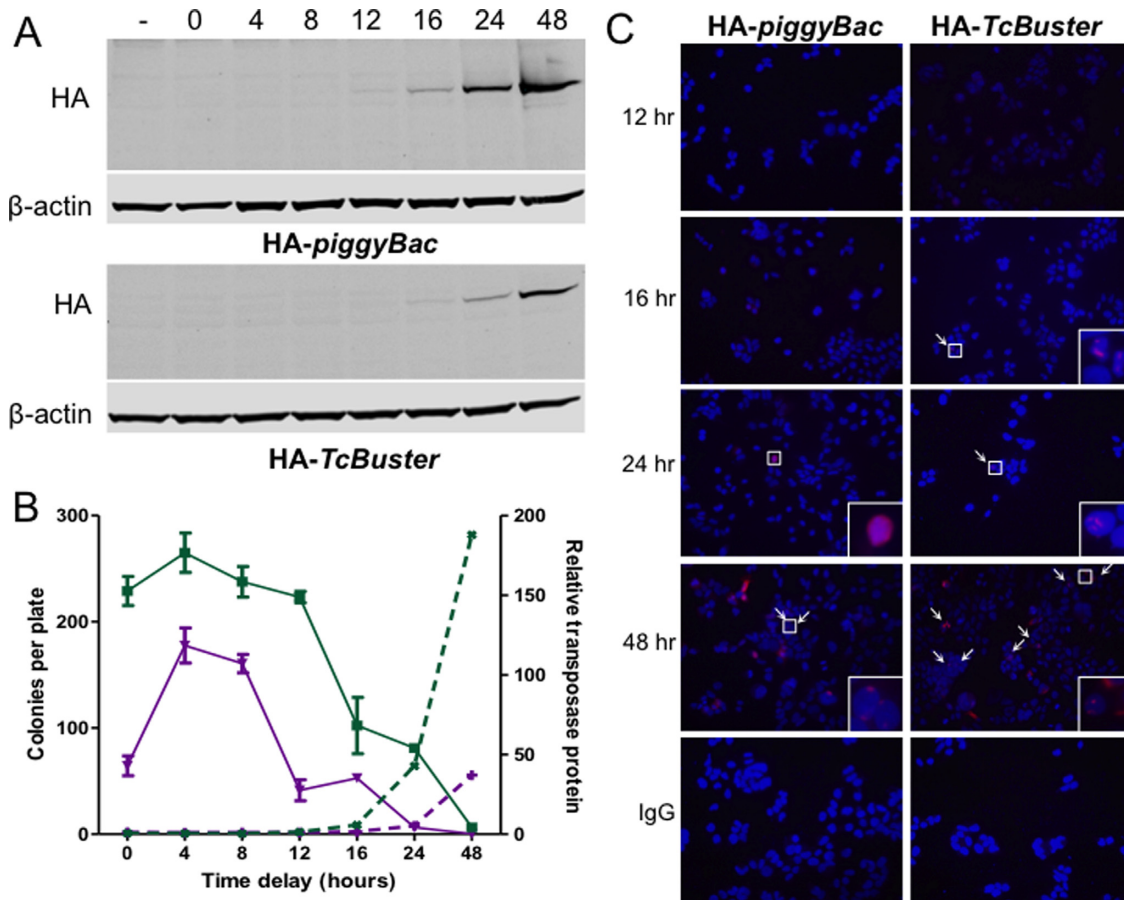 A
- 0 4 8 12 16 24 48
HA
β-actin
HA-piggyBac
HA
β-actin
HA-TcBuster
B
Colonies per plate
300
200
100
0
200
150
100
50
0
Relative transposase protein
0 4 8 12 16 24 48
Time delay (hours)
C
HA-piggyBac HA-TcBuster
12 hr
16 hr
24 hr
48 hr
IgG